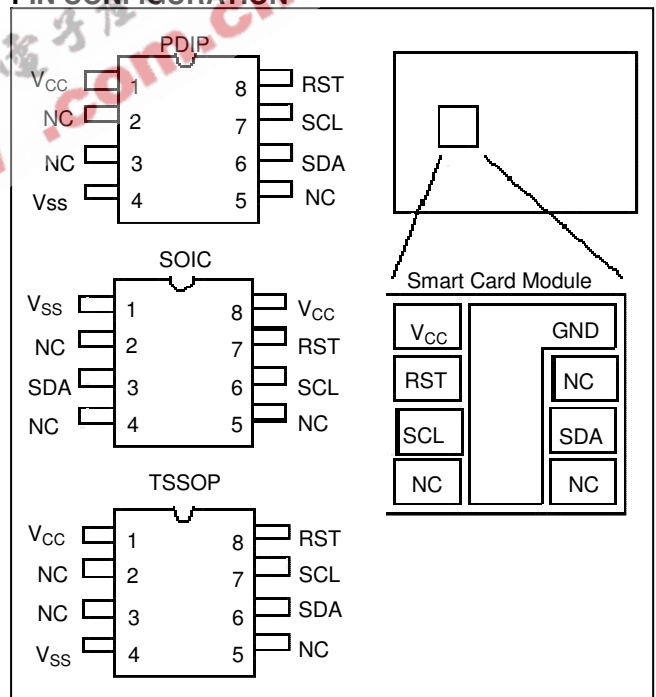 PIN CONFIGURATION
PDIP
VCC 1 8 RST
NC 2 7 SCL
NC 3 6 SDA
Vss 4 5 NC
SOIC
VSS 1 8 VCC
NC 2 7 RST
SDA 3 6 SCL
NC 4 5 NC
TSSOP
VCC 1 8 RST
NC 2 7 SCL
NC 3 6 SDA
VSS 4 5 NC
Smart Card Module
VCC GND
RST NC
SCL SDA
NC NC
.com.c